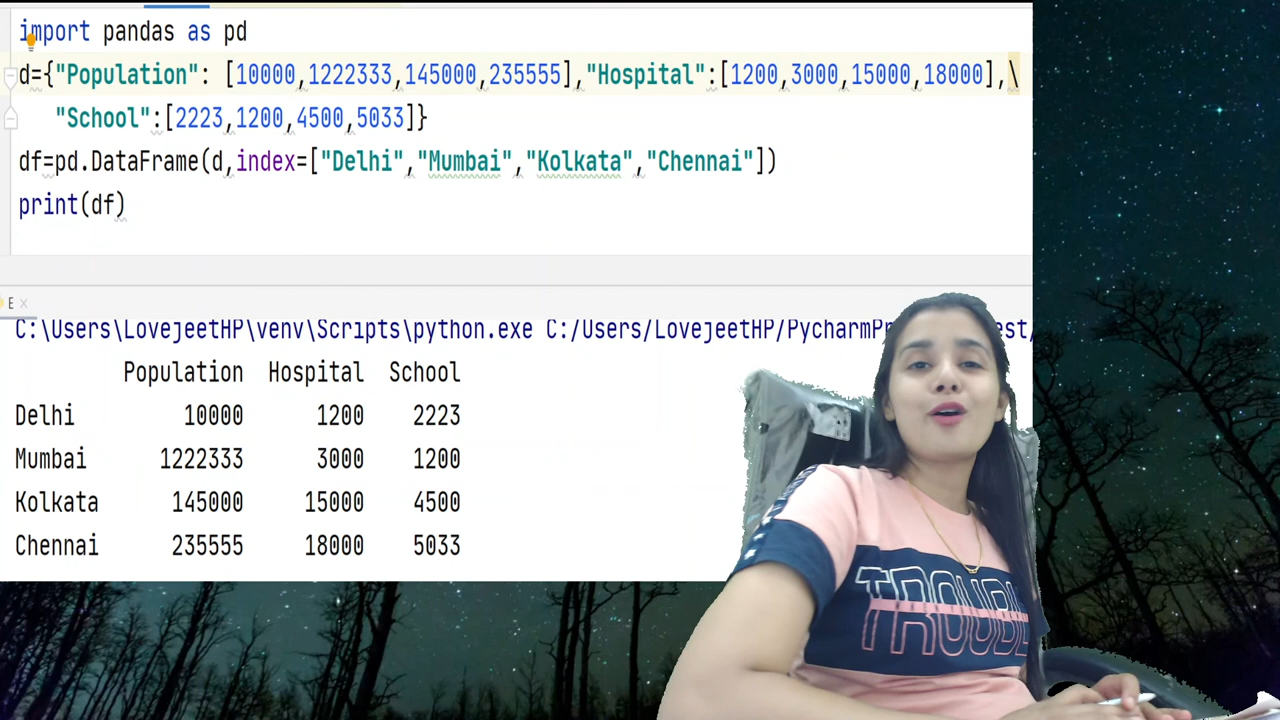 import pandas as pd
d={"Population": [10000,1222333,145000,235555],"Hospital":[1200,3000,15000,18000],\
"School":[2223,1200,4500,5033]}
df=pd.DataFrame(d,index=["Delhi","Mumbai","Kolkata","Chennai"])
print(df)
E ×
C:\Users\LovejeetHP\venv\Scripts\python.exe C:/Users/LovejeetHP/PycharmPr est/
Population Hospital School
Delhi 10000 1200 2223
Mumbai 1222333 3000 1200
Kolkata 145000 15000 4500
Chennai 235555 18000 5033
TROUBLE